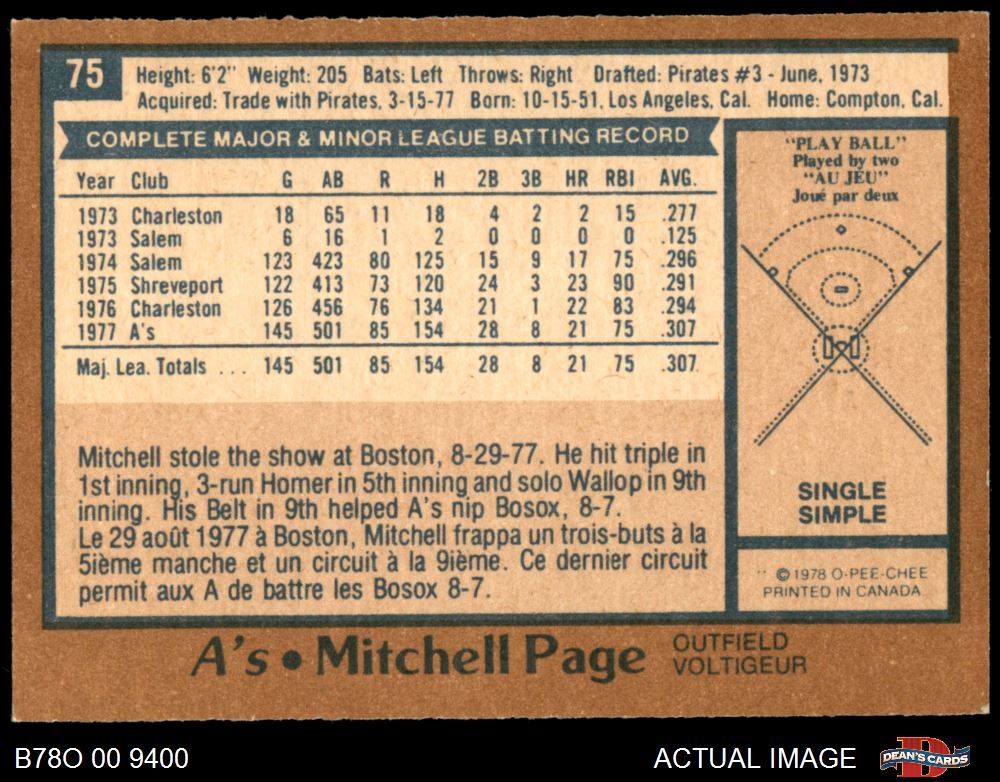 75
Height: 6'2" Weight: 205 Bats: Left Throws: Right Drafted: Pirates #3 - June, 1973
Acquired: Trade with Pirates, 3-15-77 Born: 10-15-51, Los Angeles, Cal. Home: Compton, Cal.
COMPLETE MAJOR & MINOR LEAGUE BATTING RECORD
Year Club G AB R H 2B 3B HR RBI AVG.
1973 Charleston 18 65 11 18 4 2 2 15 .277
1973 Salem 6 16 1 2 0 0 0 0 .125
1974 Salem 123 423 80 125 15 9 17 75 .296
1975 Shreveport 122 413 73 120 24 3 23 90 .291
1976 Charleston 126 456 76 134 21 1 22 83 .294
1977 A's 145 501 85 154 28 8 21 75 .307
Maj. Lea. Totals ... 145 501 85 154 28 8 21 75 .307
Mitchell stole the show at Boston, 8-29-77. He hit triple in
1st inning, 3-run Homer in 5th inning and solo Wallop in 9th
inning. His Belt in 9th helped A's nip Bosox, 8-7.
Le 29 août 1977 à Boston, Mitchell frappa un trois-buts à la
5ième manche et un circuit à la 9ième. Ce dernier circuit
permit aux A de battre les Bosox 8-7.
"PLAY BALL"
Played by two
"AU JEU"
Joué par deux
SINGLE
SIMPLE
© 1978 O-PEE-CHEE
PRINTED IN CANADA
A's • Mitchell Page
OUTFIELD
VOLTIGEUR
B78O 00 9400
ACTUAL IMAGE
DEAN'S CARDS